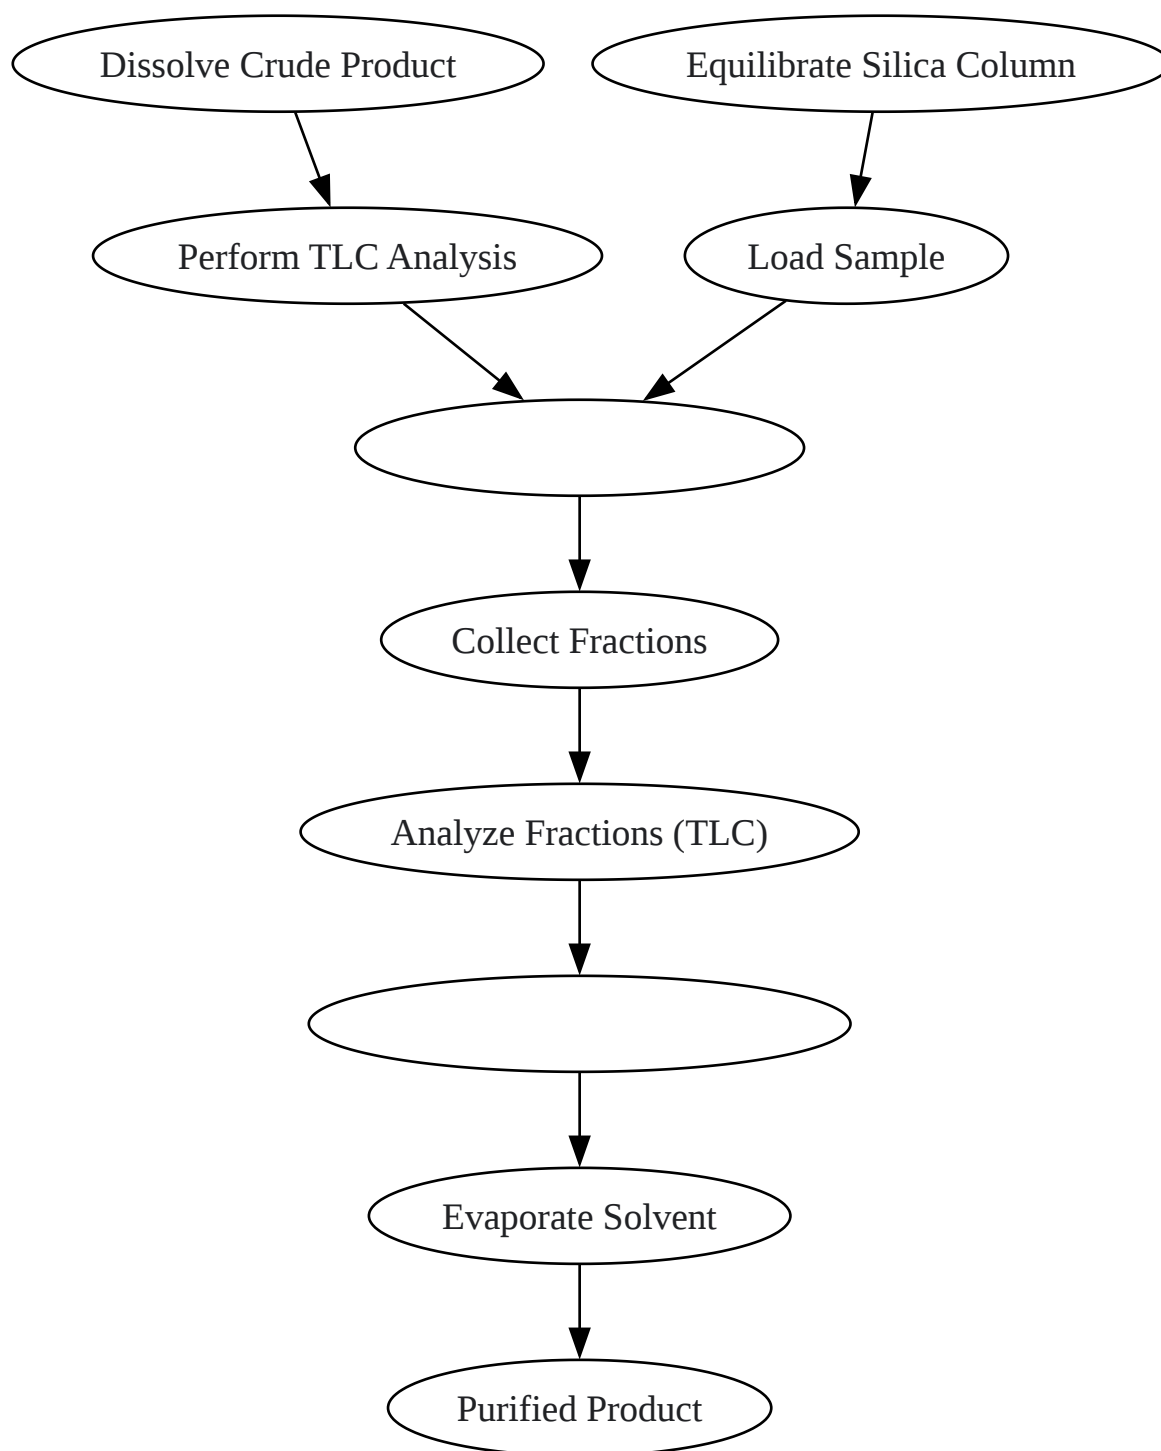 Dissolve Crude Product
Equilibrate Silica Column
Perform TLC Analysis
Load Sample
Collect Fractions
Analyze Fractions (TLC)
Evaporate Solvent
Purified Product